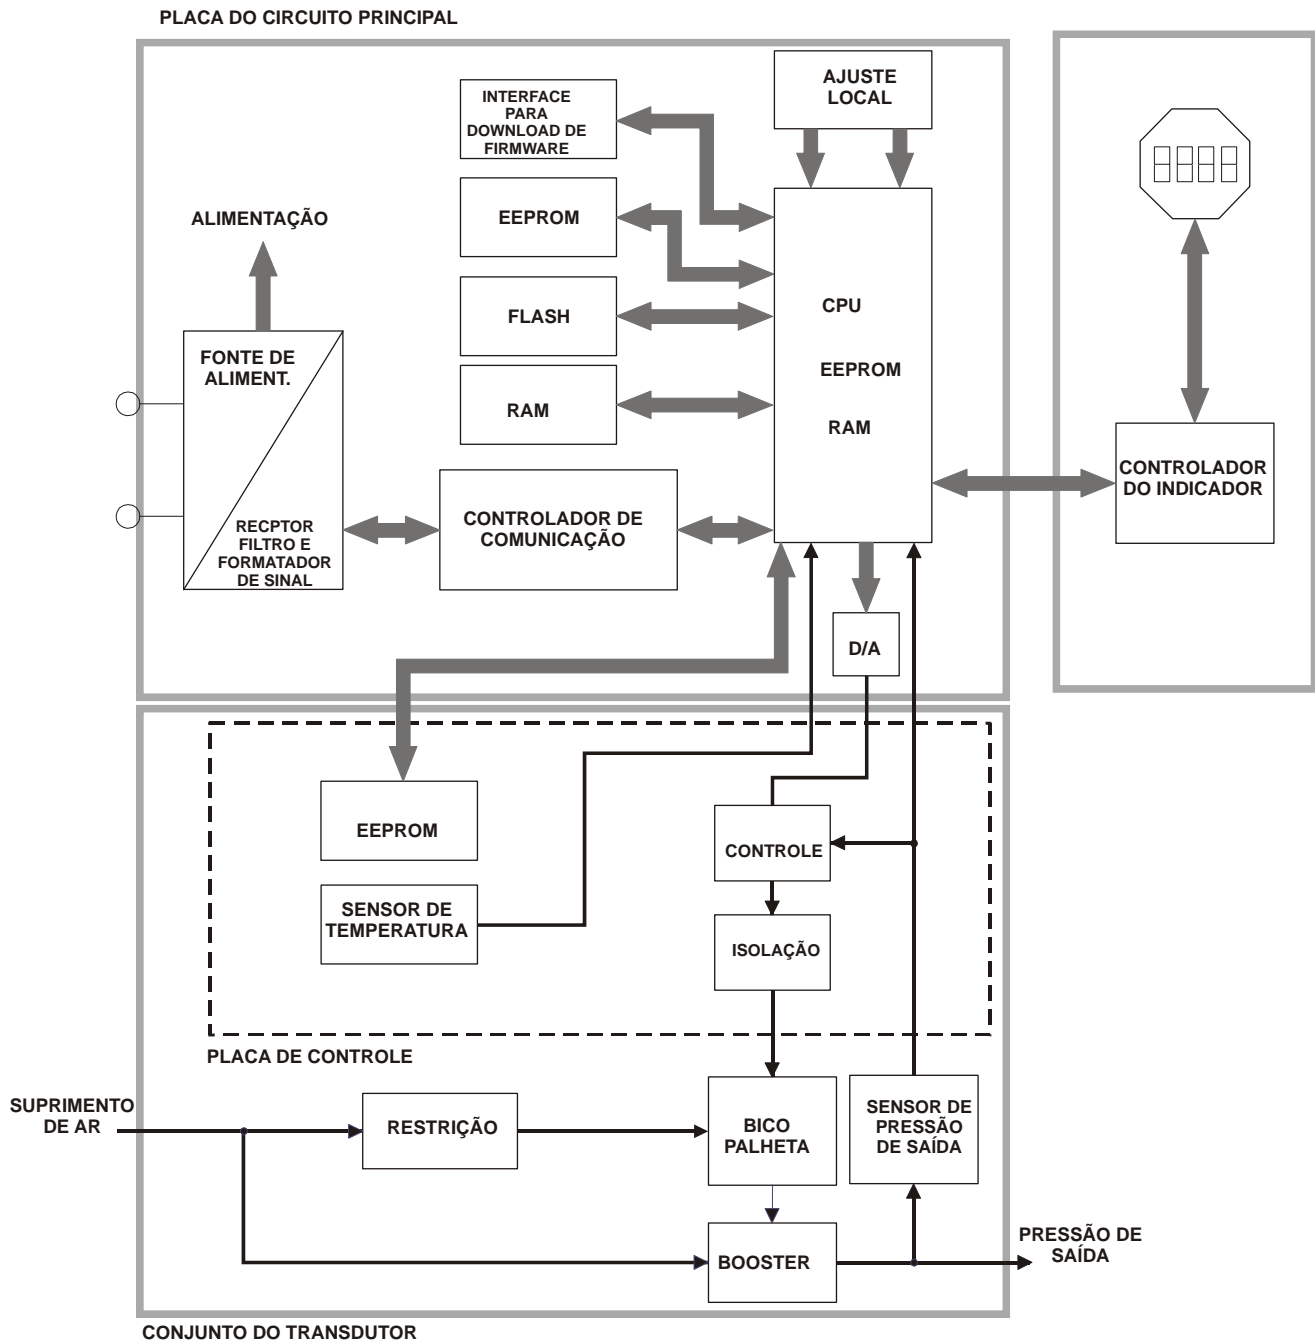 PLACA DO CIRCUITO PRINCIPAL
AJUSTE
LOCAL
INTERFACE
PARA
DOWNLOAD DE
FIRMWARE
EEPROM
ALIMENTAÇÃO
FLASH
CPU
EEPROM
RAM
FONTE DE
ALIMENT.
RAM
CONTROLADOR
DO INDICADOR
RECPTOR
FILTRO E
FORMATADOR
DE SINAL
CONTROLADOR DE
COMUNICAÇÃO
D/A
EEPROM
CONTROLE
SENSOR DE
TEMPERATURA
ISOLAÇÃO
PLACA DE CONTROLE
SUPRIMENTO
DE AR
RESTRIÇÃO
BICO
PALHETA
SENSOR DE
PRESSÃO
DE SAÍDA
BOOSTER
PRESSÃO DE
SAÍDA
CONJUNTO DO TRANSDUTOR